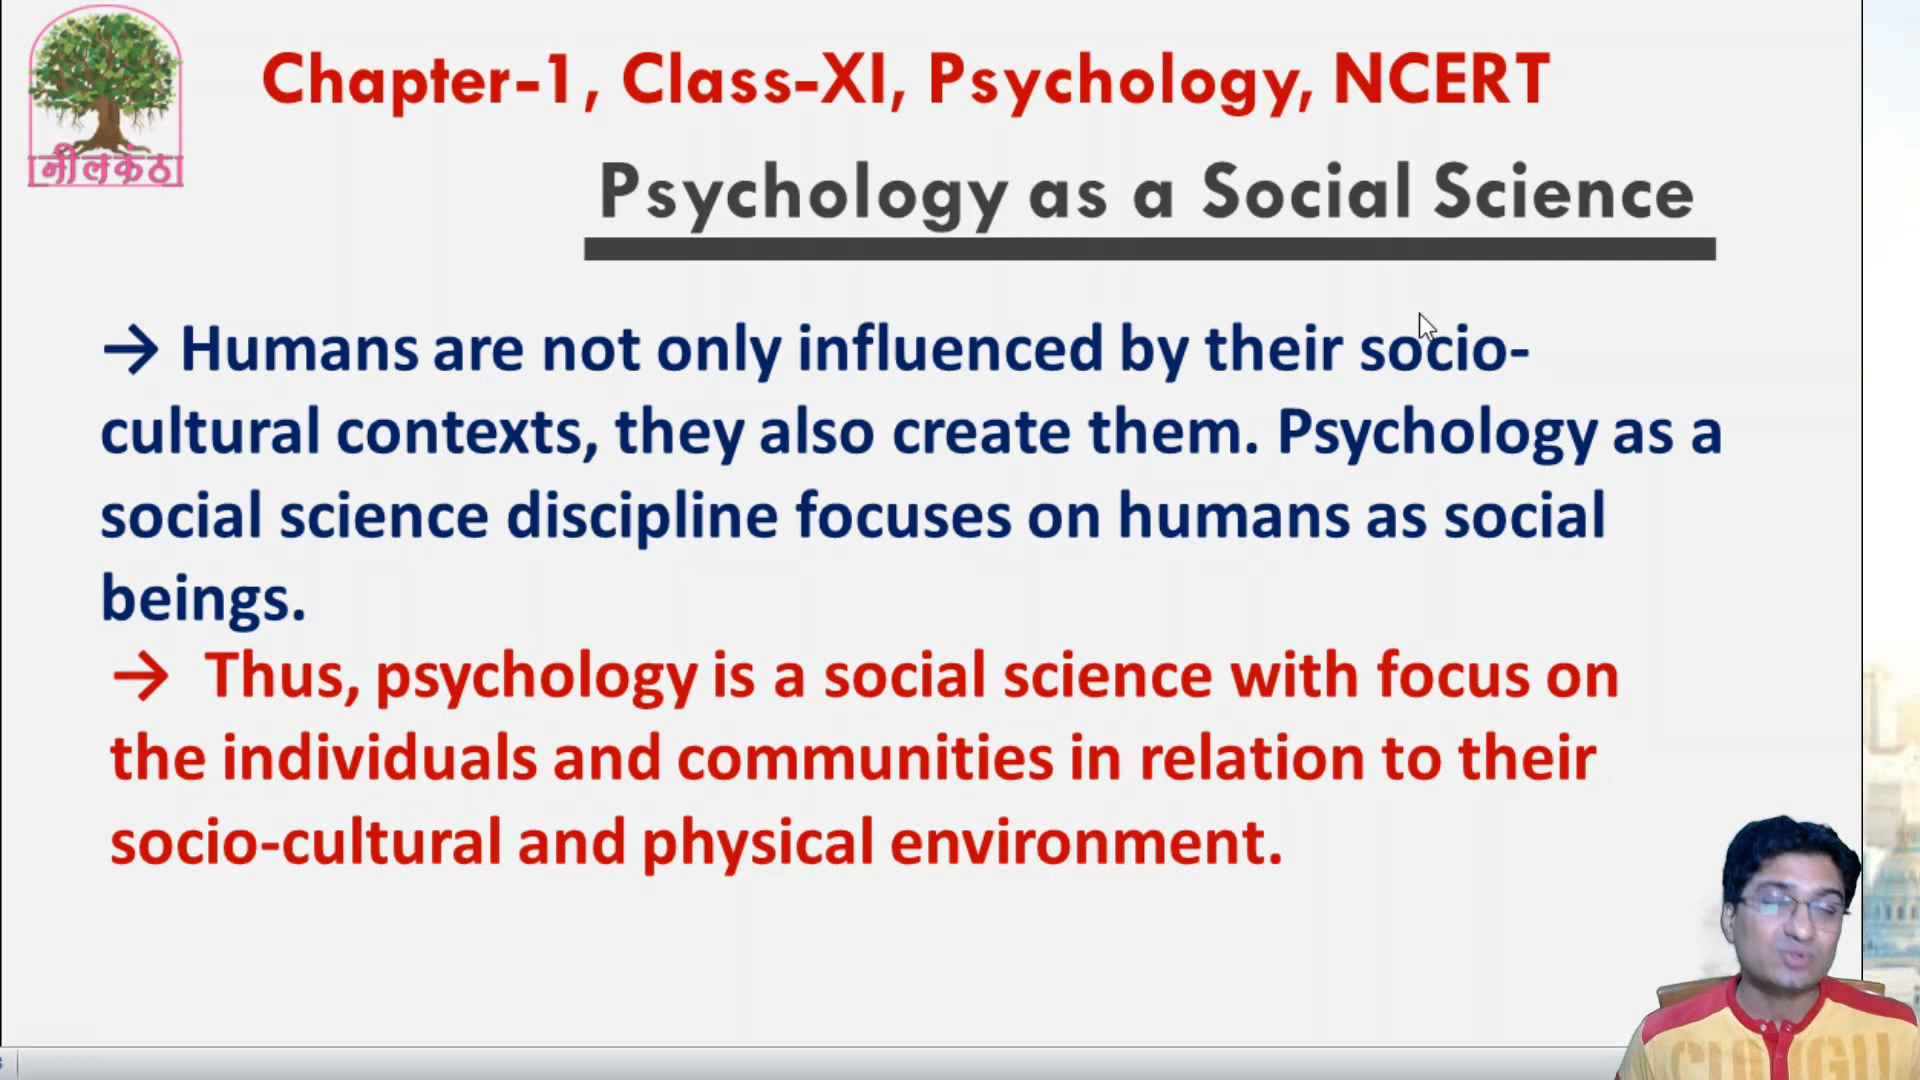 नीलकंठ
Chapter-1, Class-XI, Psychology, NCERT
Psychology as a Social Science
→ Humans are not only influenced by their socio-
cultural contexts, they also create them. Psychology as a
social science discipline focuses on humans as social
beings.
→ Thus, psychology is a social science with focus on
the individuals and communities in relation to their
socio-cultural and physical environment.